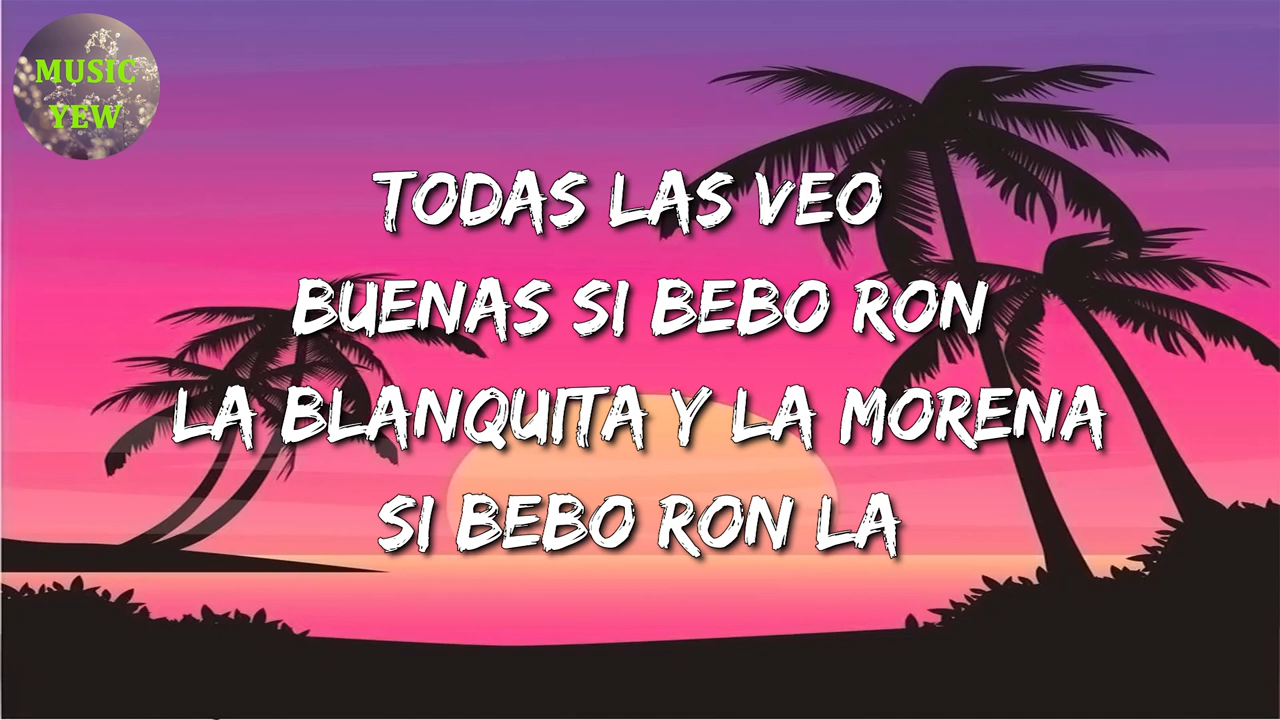 MUSIC
YEW
TODAS LAS VEO
BUENAS SI BEBO RON
LA BLANQUITA Y LA MORENA
SI BEBO RON LA